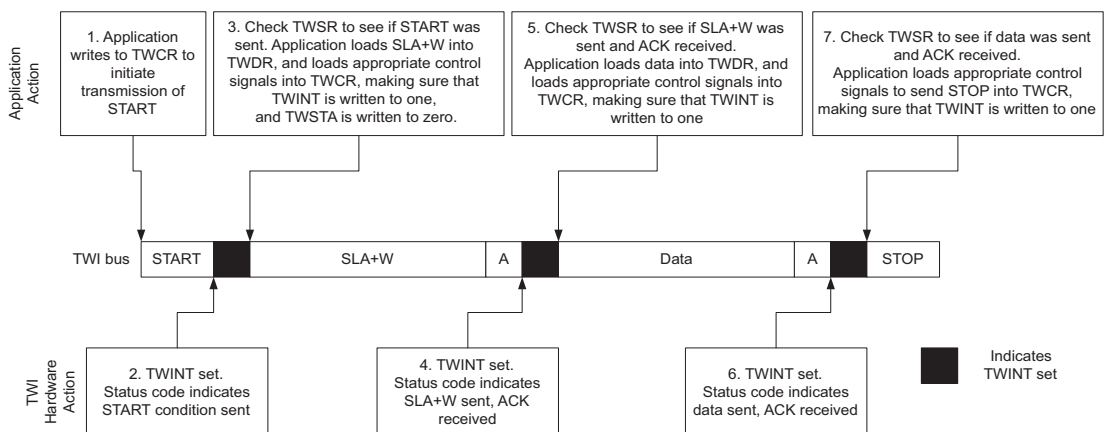 Application
Action
1. Application
writes to TWCR to
initiate
transmission of
START
3. Check TWSR to see if START was
sent. Application loads SLA+W into
TWDR, and loads appropriate control
signals into TWCR, making sure that
TWINT is written to one,
and TWSTA is written to zero.
5. Check TWSR to see if SLA+W was
sent and ACK received.
Application loads data into TWDR, and
loads appropriate control signals into
TWCR, making sure that TWINT is
written to one
7. Check TWSR to see if data was sent
and ACK received.
Application loads appropriate control
signals to send STOP into TWCR,
making sure that TWINT is written to one
TWI bus
START
SLA+W
A
Data
A
STOP
TWI
Hardware
Action
2. TWINT set.
Status code indicates
START condition sent
4. TWINT set.
Status code indicates
SLA+W sent, ACK
received
6. TWINT set.
Status code indicates
data sent, ACK received
Indicates
TWINT set